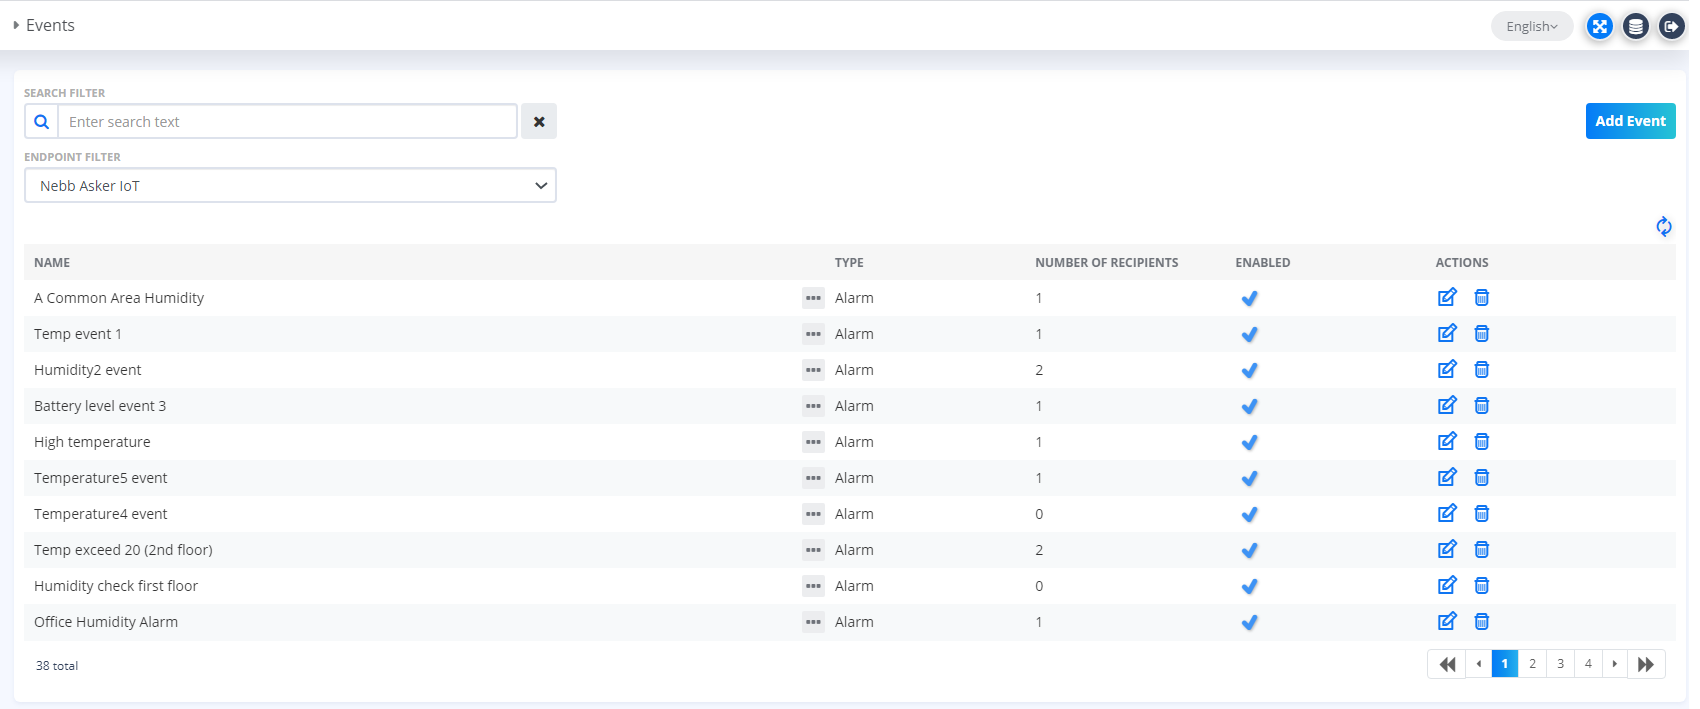 Events
English
SEARCH FILTER
Enter search text
Add Event
ENDPOINT FILTER
Nebb Asker IoT
NAME TYPE NUMBER OF RECIPIENTS ENABLED ACTIONS
A Common Area Humidity ... Alarm 1
Temp event 1 ... Alarm 1
Humidity2 event ... Alarm 2
Battery level event 3 ... Alarm 1
High temperature ... Alarm 1
Temperature5 event ... Alarm 1
Temperature4 event ... Alarm 0
Temp exceed 20 (2nd floor) ... Alarm 2
Humidity check first floor ... Alarm 0
Office Humidity Alarm ... Alarm 1
38 total 1 2 3 4